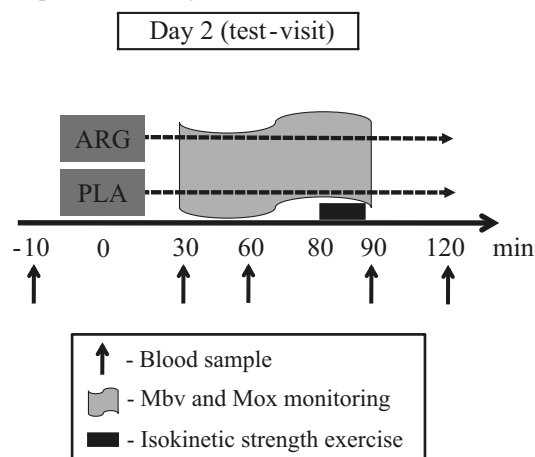 Day 2 (test-visit)
ARG
PLA
-10 0 30 60 80 90 120 min
- Blood sample
- Mbv and Mox monitoring
- Isokinetic strength exercise